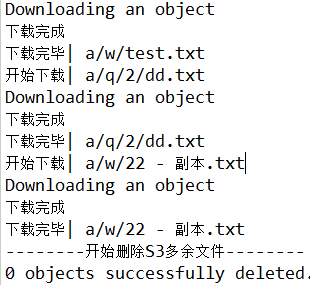 Downloading an object
下载完成
下载完毕| a/w/test.txt
开始下载| a/q/2/dd.txt
Downloading an object
下载完成
下载完毕| a/q/2/dd.txt
开始下载| a/w/22 - 副本.txt
Downloading an object
下载完成
下载完毕| a/w/22 - 副本.txt
--------开始删除S3多余文件--------
0 objects successfully deleted.